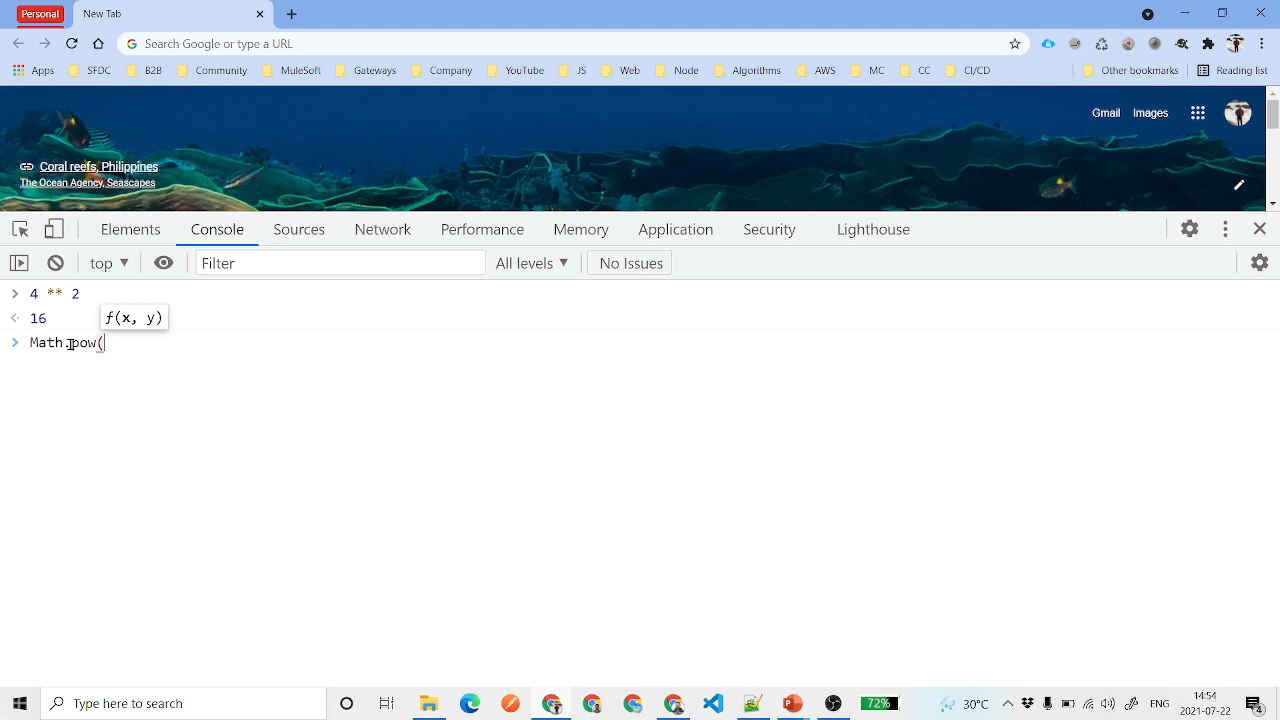 Personal New Tab
Search Google or type a URL
Apps SFDC B2B Community MuleSoft Gateways Company YouTube JS Web Node Algorithms AWS MC CC CI/CD Other bookmarks Reading list
Gmail Images
Coral reefs, Philippines
The Ocean Agency, Seascapes
Elements Console Sources Network Performance Memory Application Security Lighthouse
top Filter All levels No Issues
> 4 ** 2
16
ƒ(x, y)
> Math.pow(
Type here to search 72% 30°C ENG 14:54
2021-07-22
4